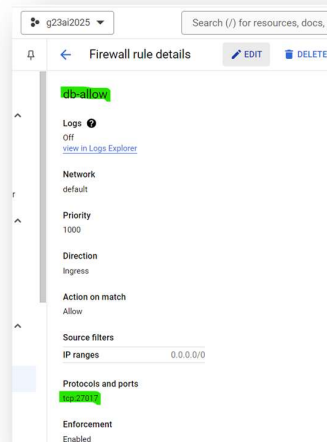 g23ai2025
Search (/) for resources, docs,
Firewall rule details
EDIT
DELETE
db-allow
Logs
Off
view in Logs Explorer
Network
default
Priority
1000
Direction
Ingress
Action on match
Allow
Source filters
IP ranges 0.0.0.0/0
Protocols and ports
tcp:27017
Enforcement
Enabled